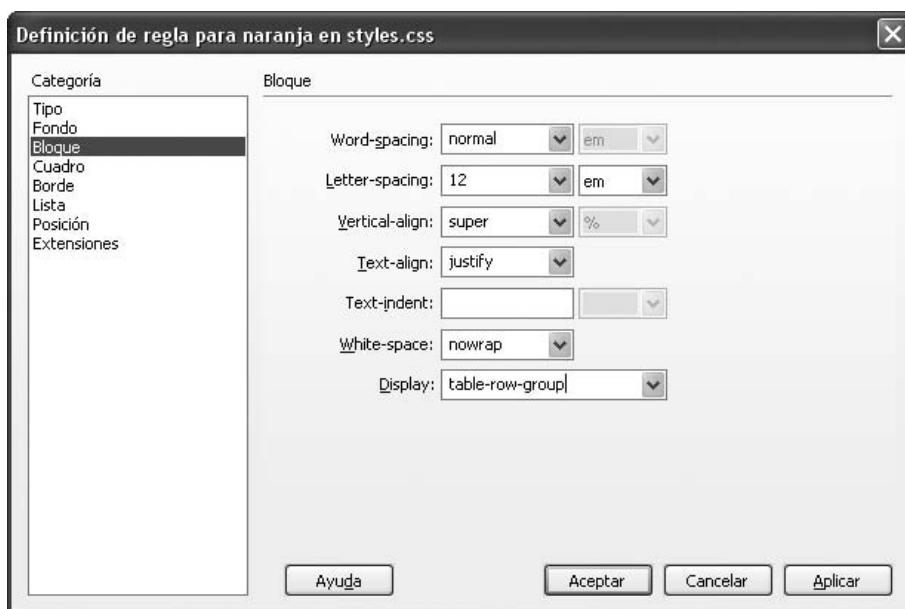 Definición de regla para naranja en styles.css
Categoría
Tipo
Fondo
Bloque
Cuadro
Borde
Lista
Posición
Extensiones
Bloque
Word-spacing: normal em
Letter-spacing: 12 em
Vertical-align: super %
Text-align: justify
Text-indent:
White-space: nowrap
Display: table-row-group
Ayuda Aceptar Cancelar Aplicar